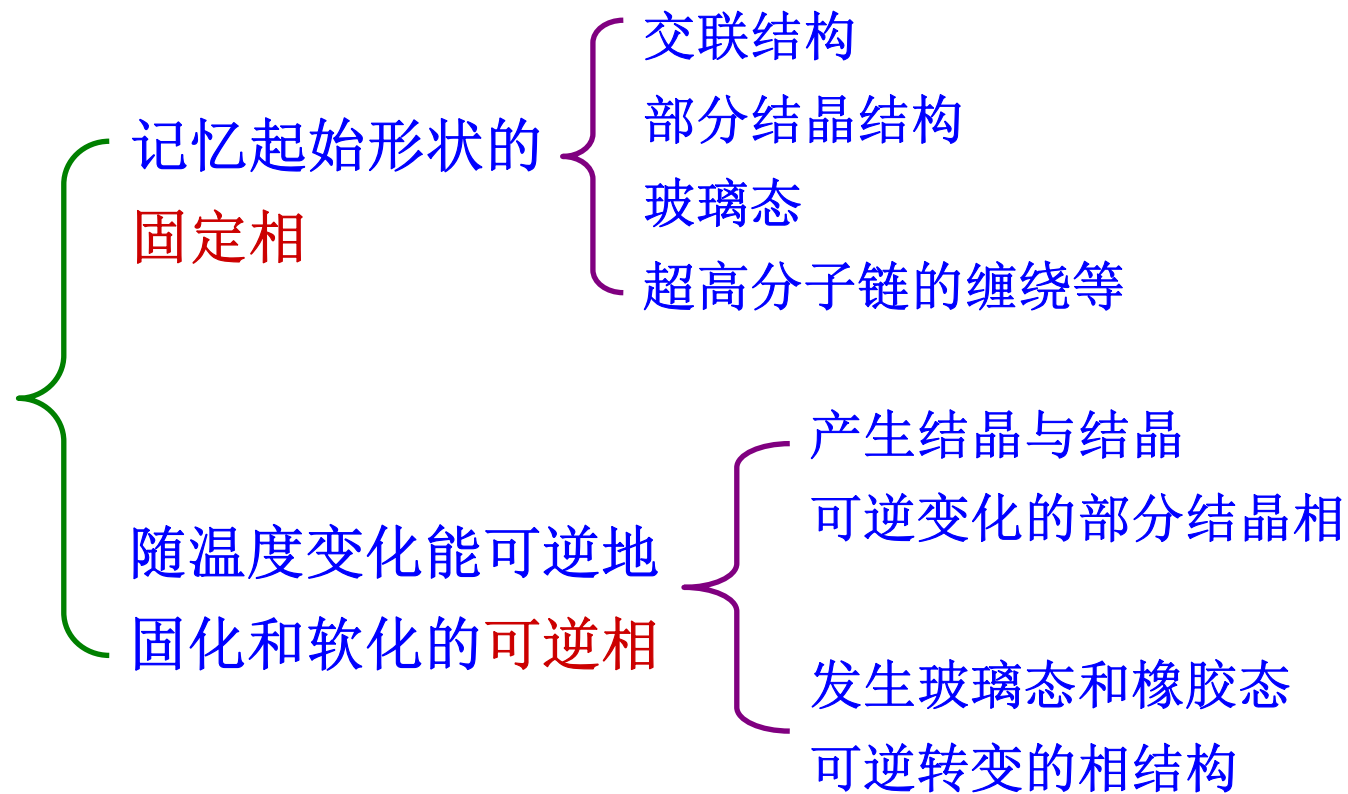 记忆起始形状的
固定相
交联结构
部分结晶结构
玻璃态
超高分子链的缠绕等
随温度变化能可逆地
固化和软化的可逆相
产生结晶与结晶
可逆变化的部分结晶相
发生玻璃态和橡胶态
可逆转变的相结构